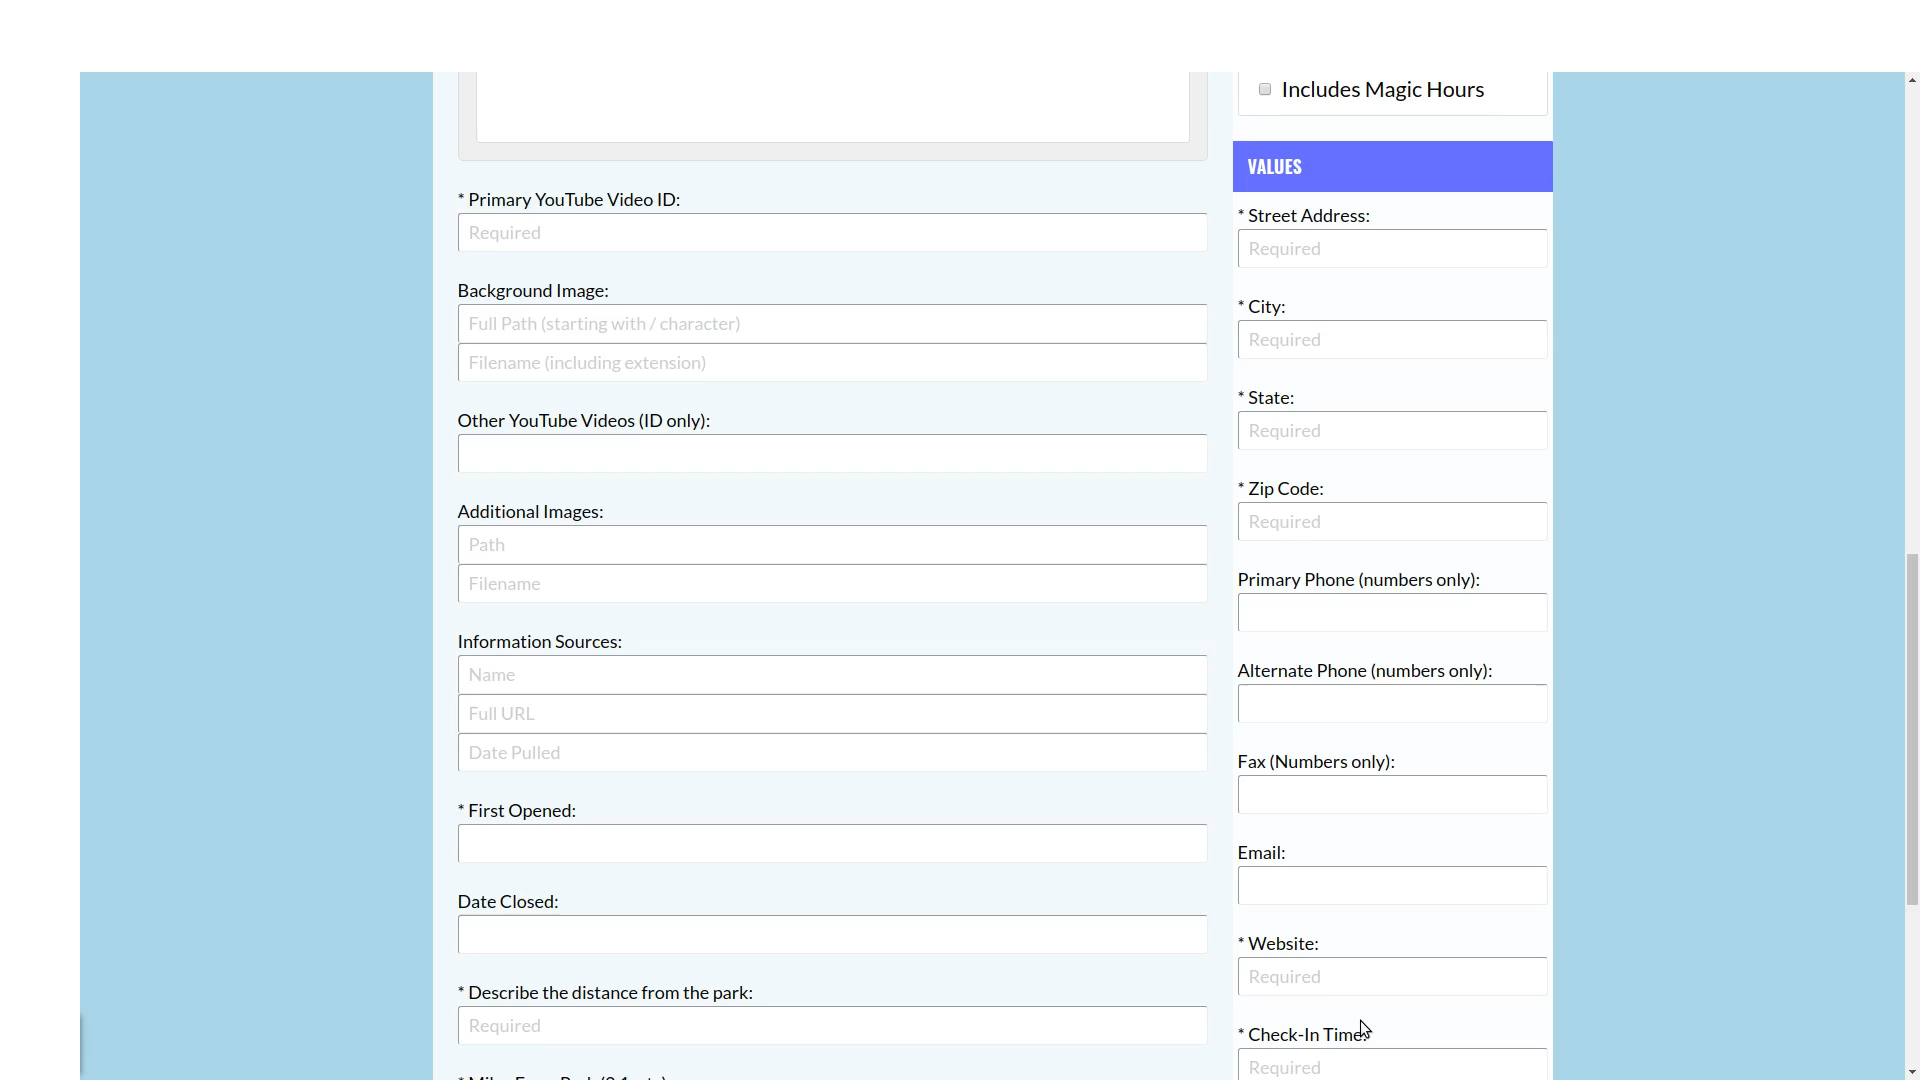 * Primary YouTube Video ID:
Required
Background Image:
Full Path (starting with / character)
Filename (including extension)
Other YouTube Videos (ID only):
Additional Images:
Path
Filename
Information Sources:
Name
Full URL
Date Pulled
* First Opened:
Date Closed:
* Describe the distance from the park:
Required
Includes Magic Hours
VALUES
* Street Address:
Required
* City:
Required
* State:
Required
* Zip Code:
Required
Primary Phone (numbers only):
Alternate Phone (numbers only):
Fax (Numbers only):
Email:
* Website:
Required
* Check-In Time:
Required